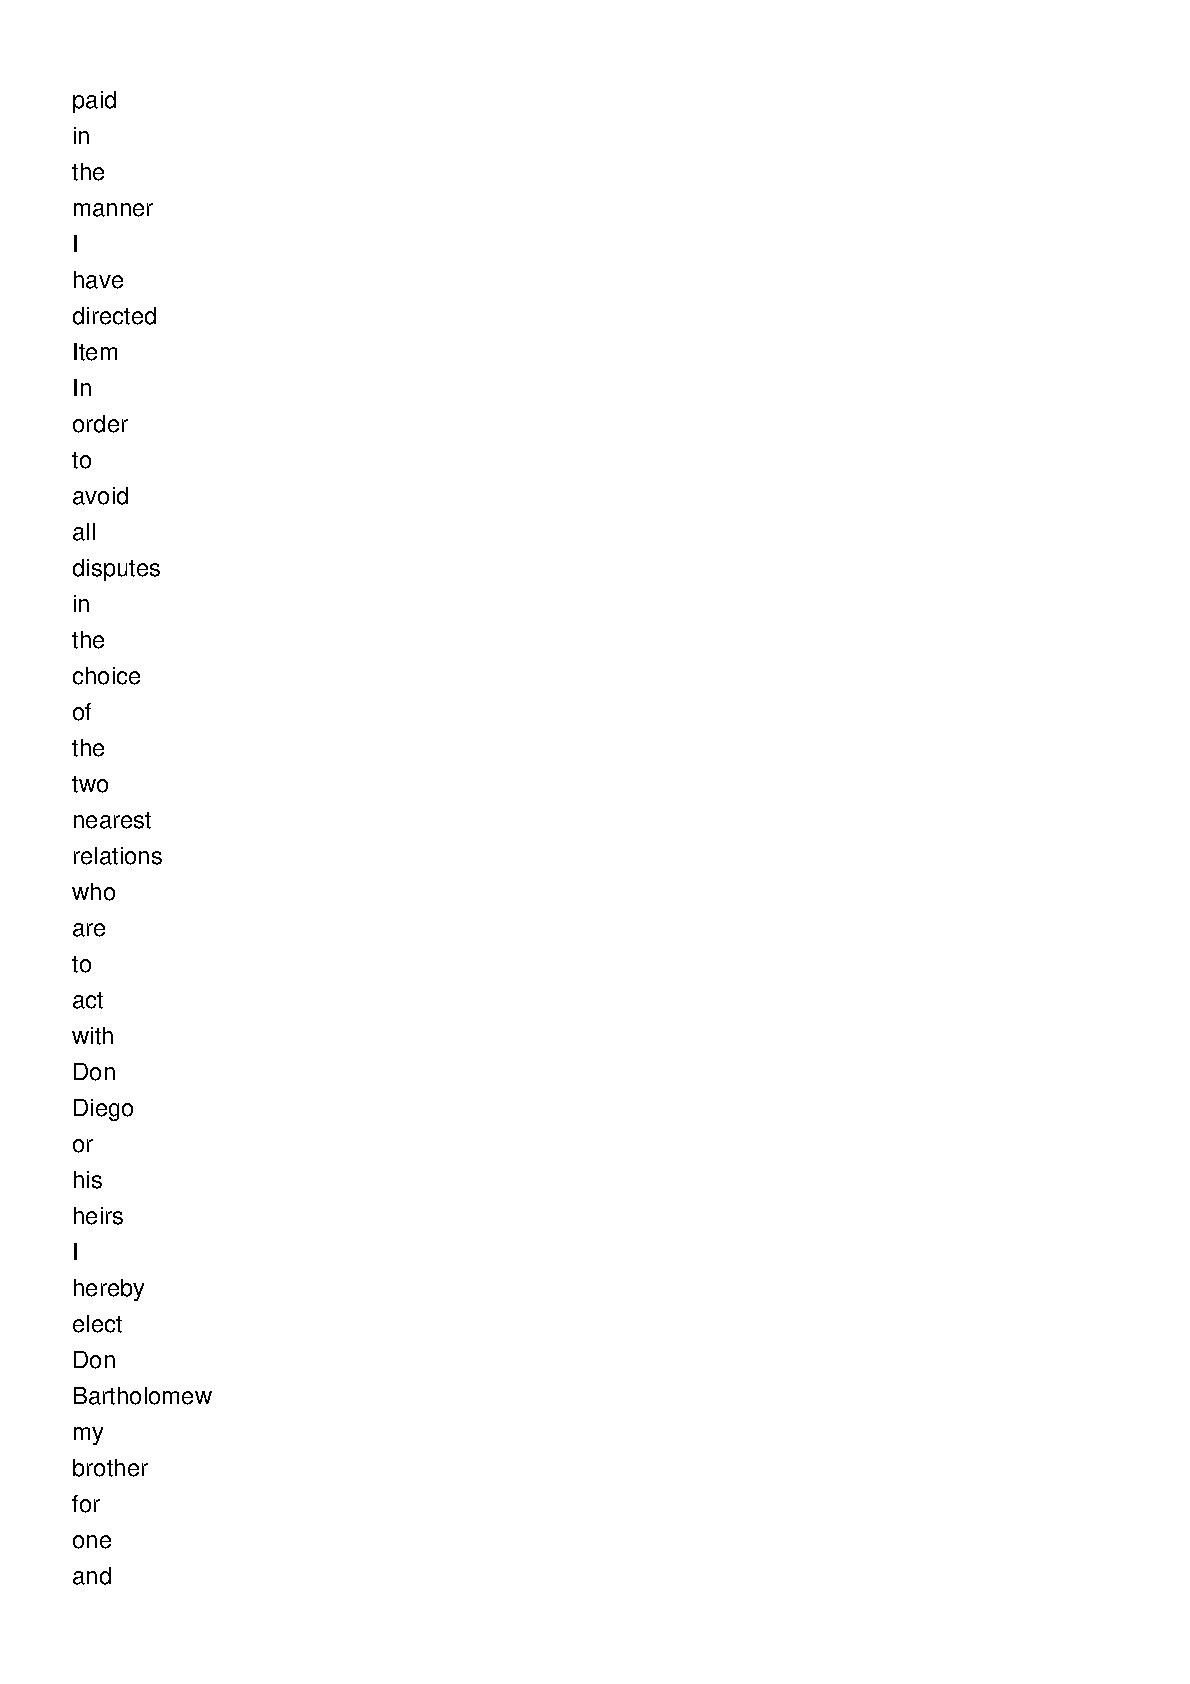 paid
in
the
manner
I
have
directed
Item
In
order
to
avoid
all
disputes
in
the
choice
of
the
two
nearest
relations
who
are
to
act
with
Don
Diego
or
his
heirs
I
hereby
elect
Don
Bartholomew
my
brother
for
one
and